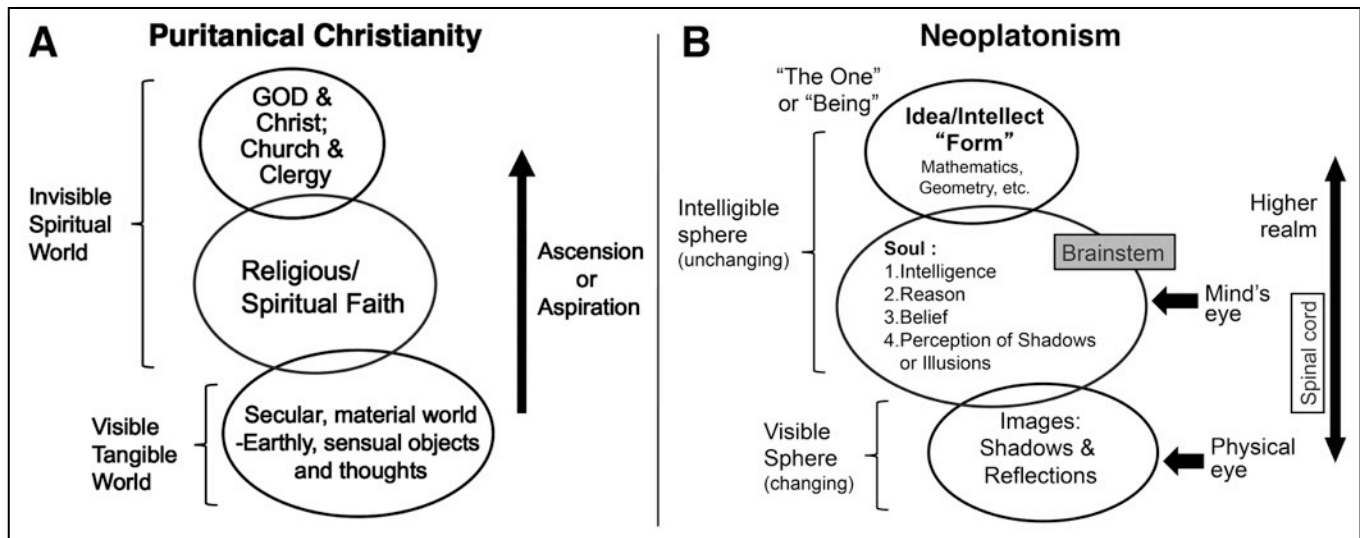 A
Puritanical Christianity
GOD &
Christ;
Church &
Clergy
Invisible
Spiritual
World
Religious/
Spiritual Faith
Ascension
or
Aspiration
Visible
Tangible
World
Secular, material world
-Earthly, sensual objects
and thoughts
B
Neoplatonism
“The One”
or “Being”
Idea/Intellect
“Form”
Mathematics,
Geometry, etc.
Intelligible
sphere
(unchanging)
Soul :
1.Intelligence
2.Reason
3.Belief
4.Perception of Shadows
or Illusions
Brainstem
Higher
realm
Mind's
eye
Spinal cord
Visible
Sphere
(changing)
Images:
Shadows &
Reflections
Physical
eye